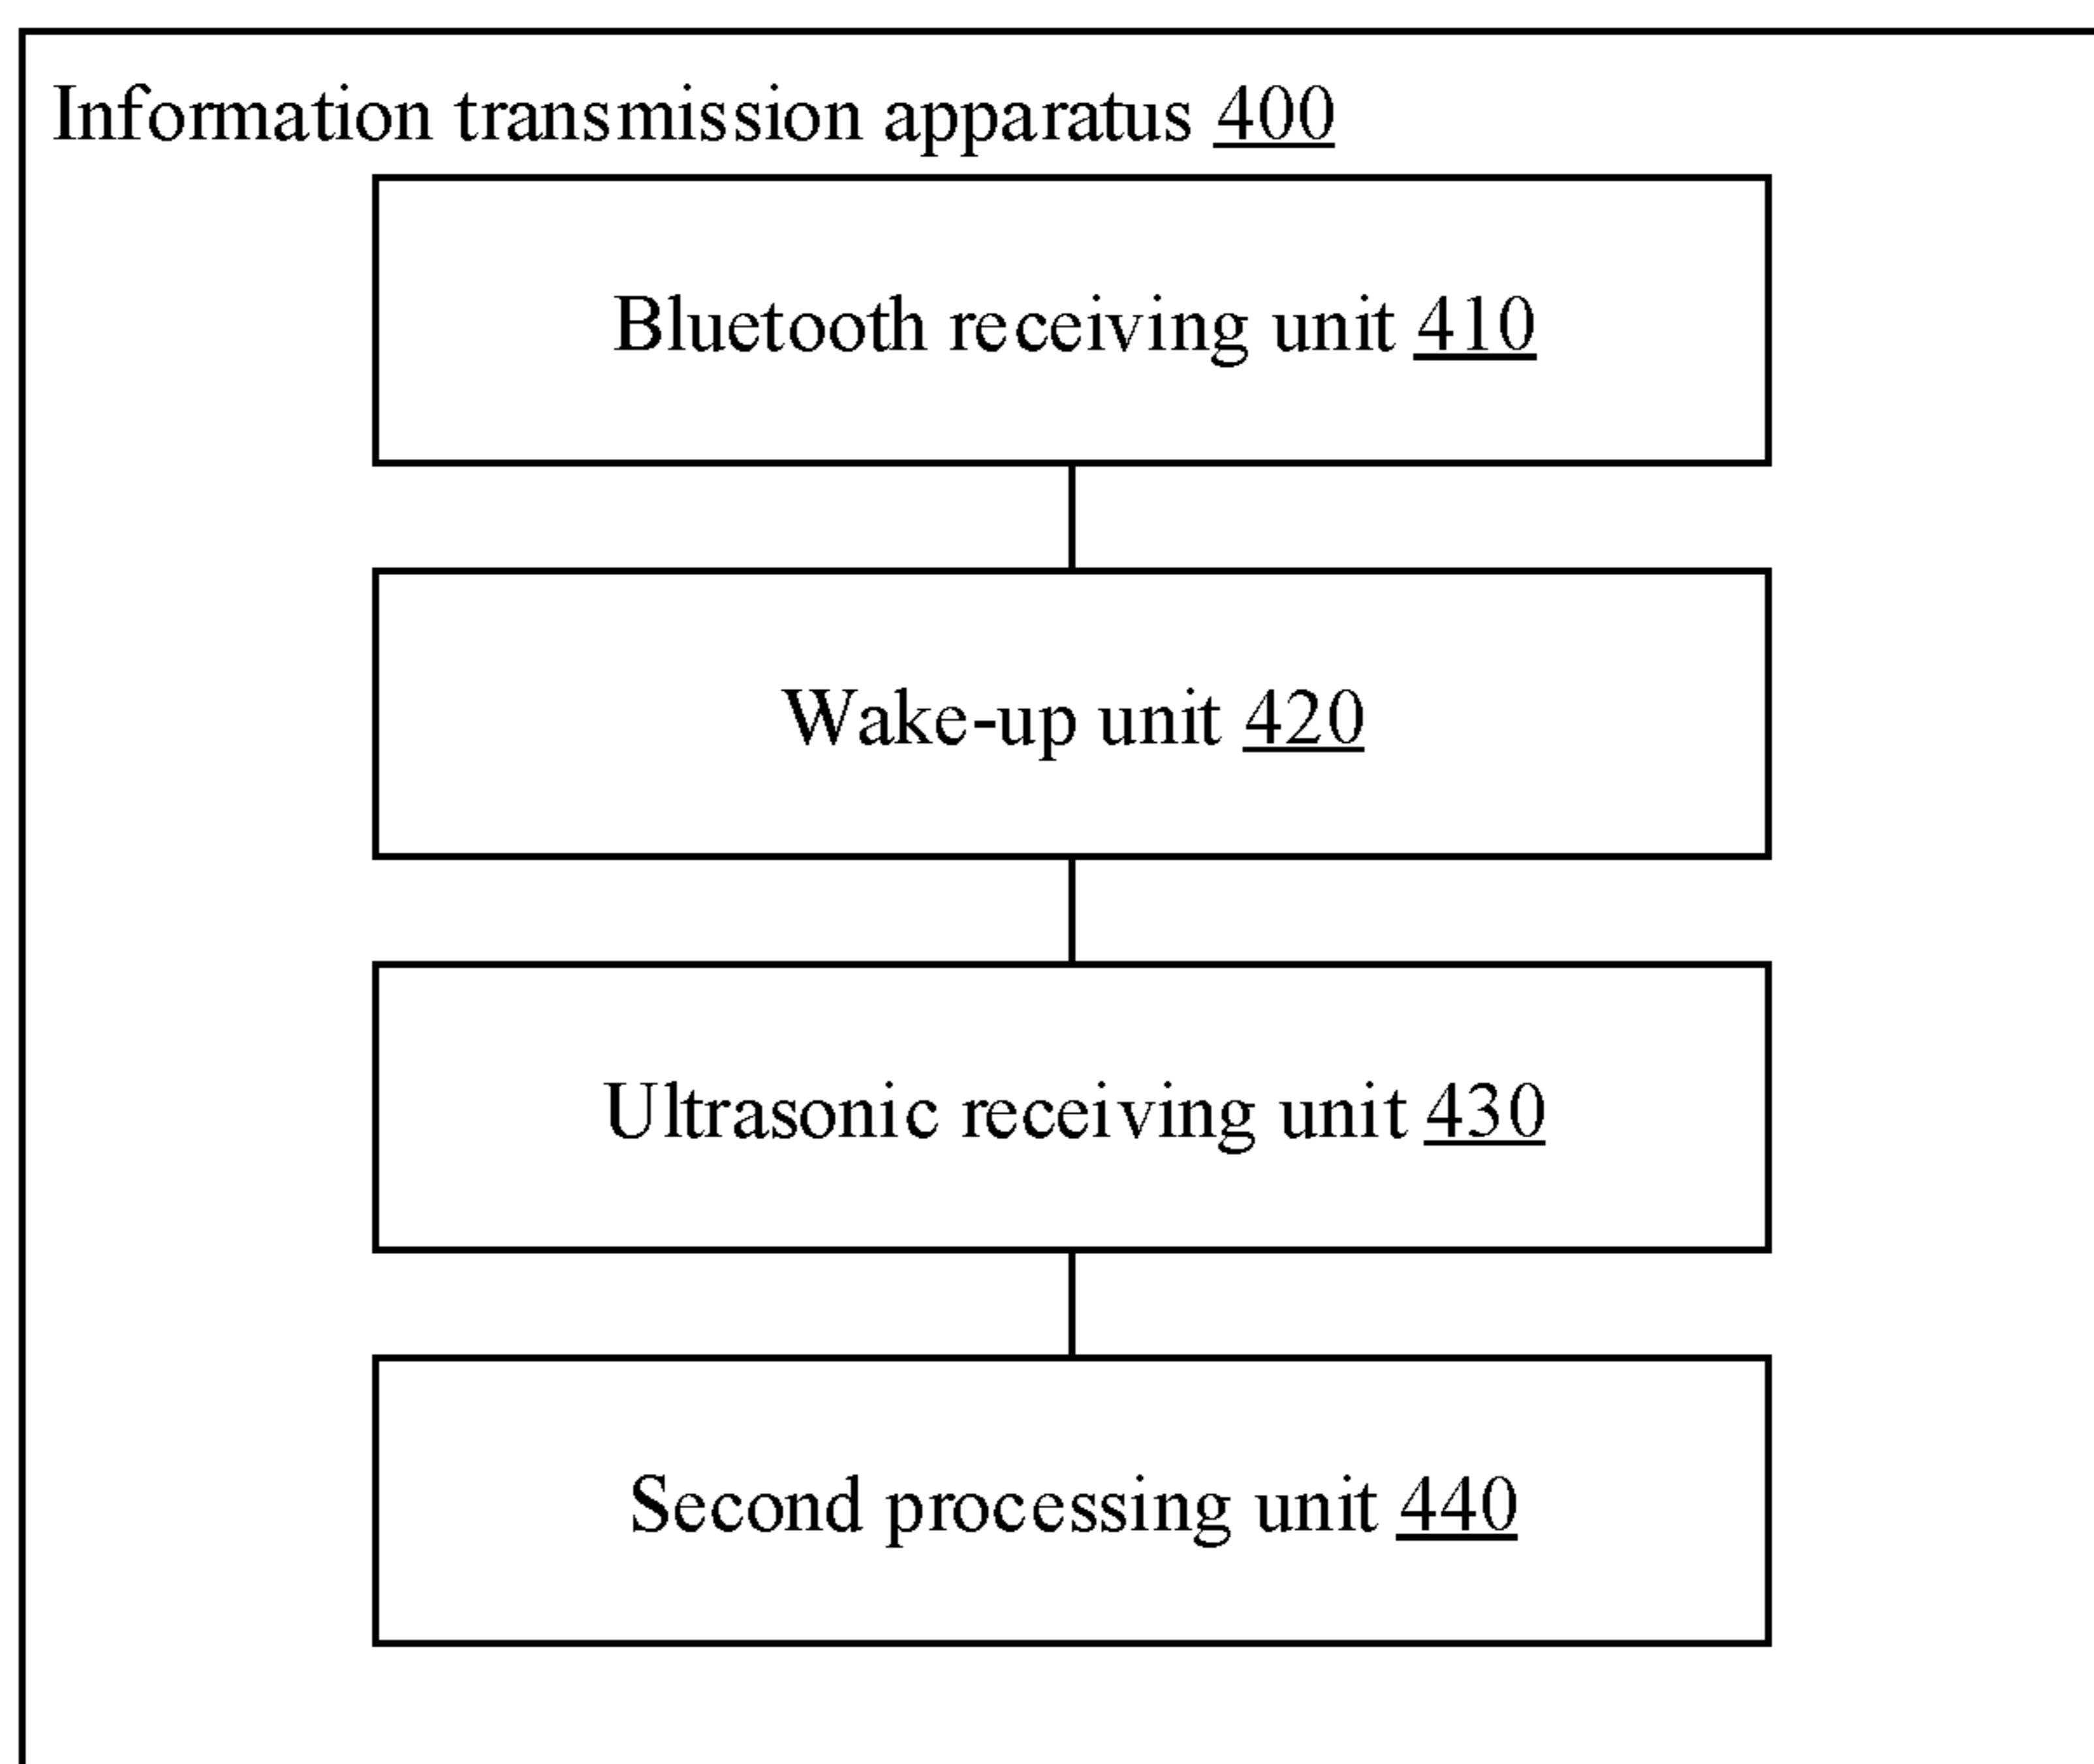 Information transmission apparatus 400
Bluetooth receiving unit 410
Wake-up unit 420
Ultrasonic receiving unit 430
Second processing unit 440